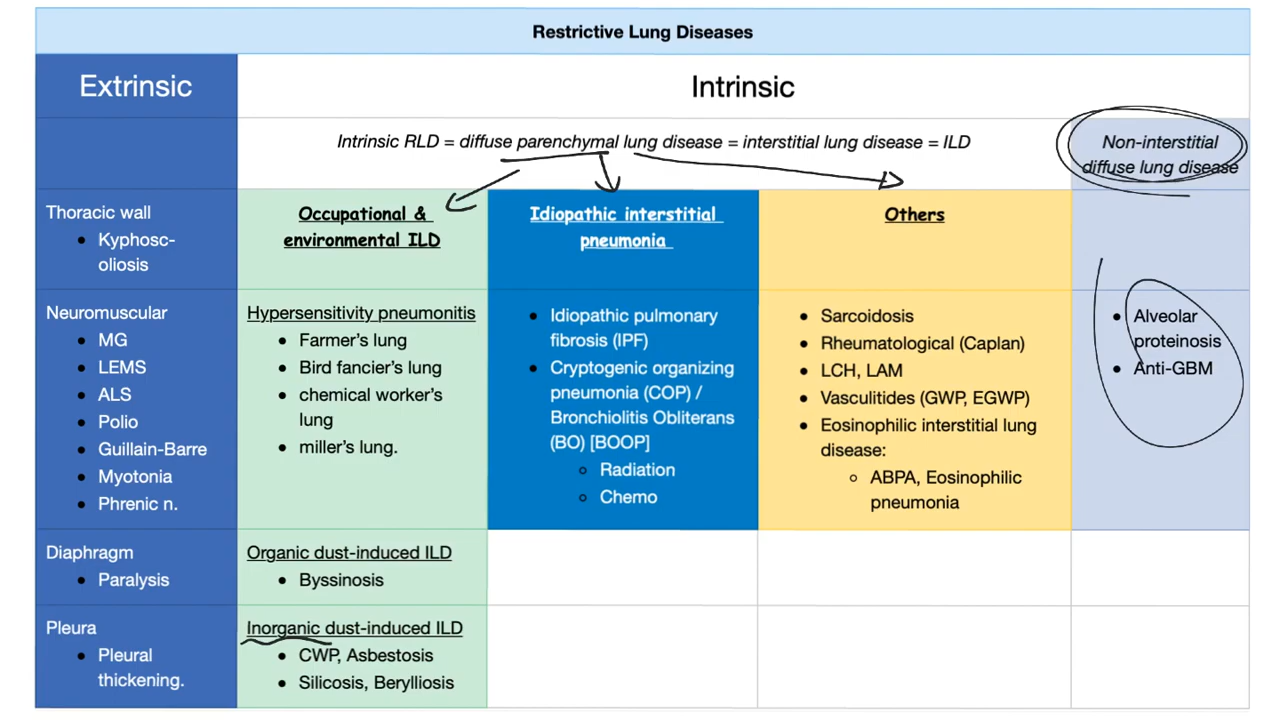 Restrictive Lung Diseases
Extrinsic
Intrinsic
Intrinsic RLD = diffuse parenchymal lung disease = interstitial lung disease = ILD
Non-interstitial
diffuse lung disease
Thoracic wall
• Kyphosc-
oliosis
Occupational &
environmental ILD
Idiopathic interstitial
pneumonia
Others
Neuromuscular
• MG
• LEMS
• ALS
• Polio
• Guillain-Barre
• Myotonia
• Phrenic n.
Hypersensitivity pneumonitis
• Farmer's lung
• Bird fancier's lung
• chemical worker's
lung
• miller's lung.
• Idiopathic pulmonary
fibrosis (IPF)
• Cryptogenic organizing
pneumonia (COP) /
Bronchiolitis Obliterans
(BO) [BOOP]
○ Radiation
○ Chemo
• Sarcoidosis
• Rheumatological (Caplan)
• LCH, LAM
• Vasculitides (GWP, EGWP)
• Eosinophilic interstitial lung
disease:
○ ABPA, Eosinophilic
pneumonia
• Alveolar
proteinosis
• Anti-GBM
Diaphragm
• Paralysis
Organic dust-induced ILD
• Byssinosis
Pleura
• Pleural
thickening.
Inorganic dust-induced ILD
• CWP, Asbestosis
• Silicosis, Berylliosis